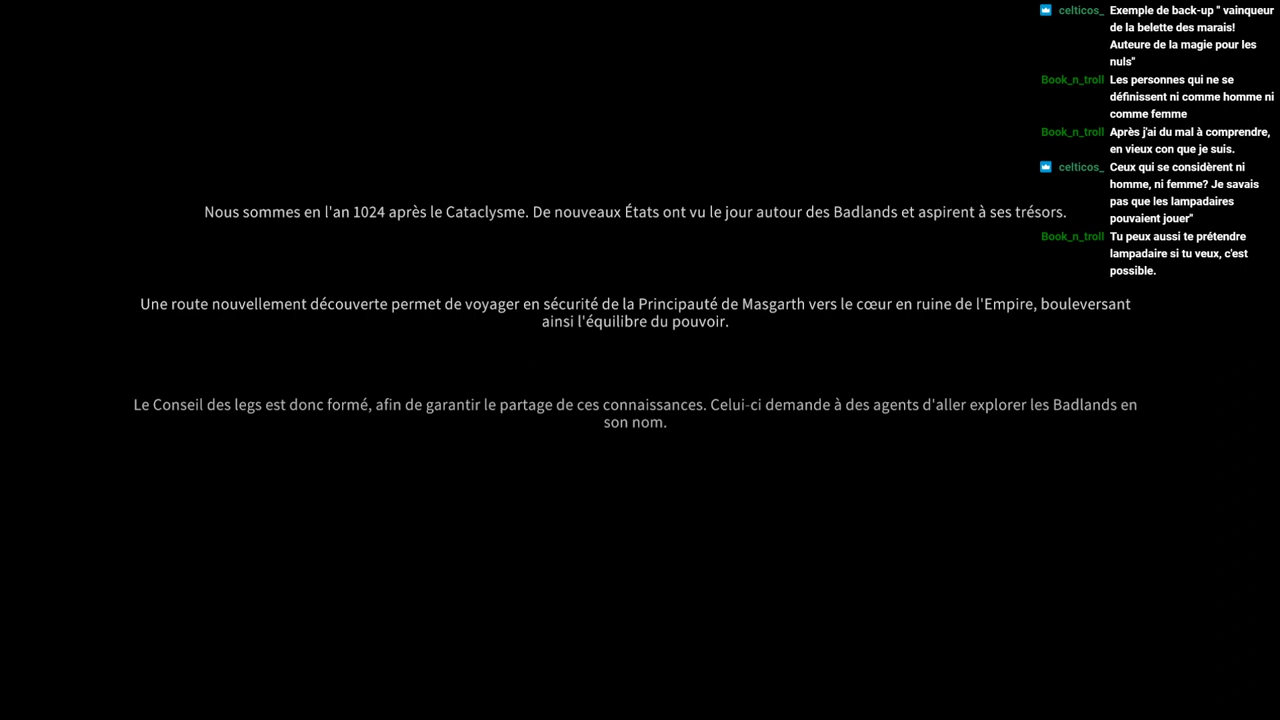 Nous sommes en l'an 1024 après le Cataclysme. De nouveaux États ont vu le jour autour des Badlands et aspirent à ses trésors.
Une route nouvellement découverte permet de voyager en sécurité de la Principauté de Masgarth vers le cœur en ruine de l'Empire, bouleversant
ainsi l'équilibre du pouvoir.
Le Conseil des legs est donc formé, afin de garantir le partage de ces connaissances. Celui-ci demande à des agents d'aller explorer les Badlands en
son nom.
celticos_ Exemple de back-up " vainqueur
de la belette des marais!
Auteure de la magie pour les
nuls"
Book_n_troll Les personnes qui ne se
définissent ni comme homme ni
comme femme
Book_n_troll Après j'ai du mal à comprendre,
en vieux con que je suis.
celticos_ Ceux qui se considèrent ni
homme, ni femme? Je savais
pas que les lampadaires
pouvaient jouer"
Book_n_troll Tu peux aussi te prétendre
lampadaire si tu veux, c'est
possible.